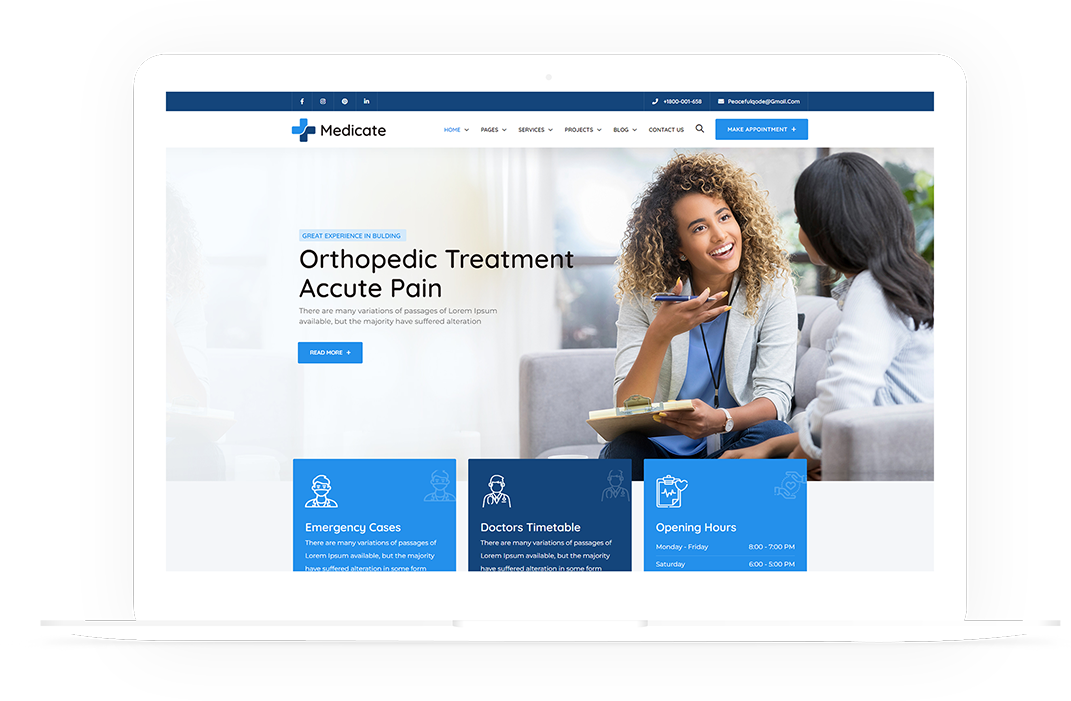 +1800-001-658
Peacefulqode@Gmail.Com
Medicate
HOME
PAGES
SERVICES
PROJECTS
BLOG
CONTACT US
MAKE APPOINTMENT +
GREAT EXPERIENCE IN BULDING
Orthopedic Treatment
Accute Pain
There are many variations of passages of Lorem Ipsum
available, but the majority have suffered alteration
READ MORE +
Emergency Cases
There are many variations of passages of
Lorem Ipsum available, but the majority
have suffered alteration in some form
Doctors Timetable
There are many variations of passages of
Lorem Ipsum available, but the majority
have suffered alteration in some form
Opening Hours
Monday - Friday 8:00 - 7:00 PM
Saturday 6:00 - 5:00 PM